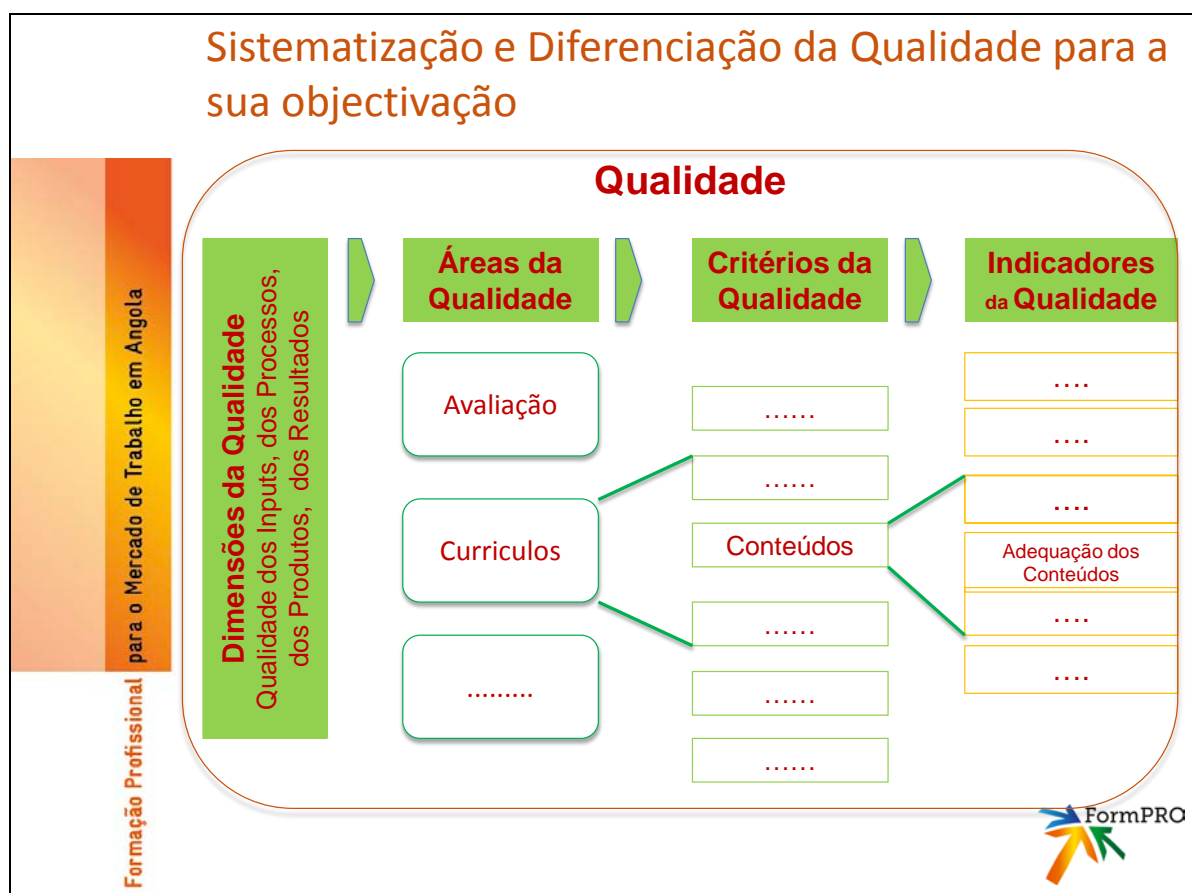 Sistematização e Diferenciação da Qualidade para a
sua objectivação
Qualidade
Dimensões da Qualidade
Qualidade dos Inputs, dos Processos,
dos Produtos, dos Resultados
Áreas da
Qualidade
Avaliação
Curriculos
.........
Critérios da
Qualidade
......
......
Conteúdos
......
......
......
Indicadores
da Qualidade
....
....
....
Adequação dos
Conteúdos
....
....
Formação Profissional para o Mercado de Trabalho em Angola
FormPRO